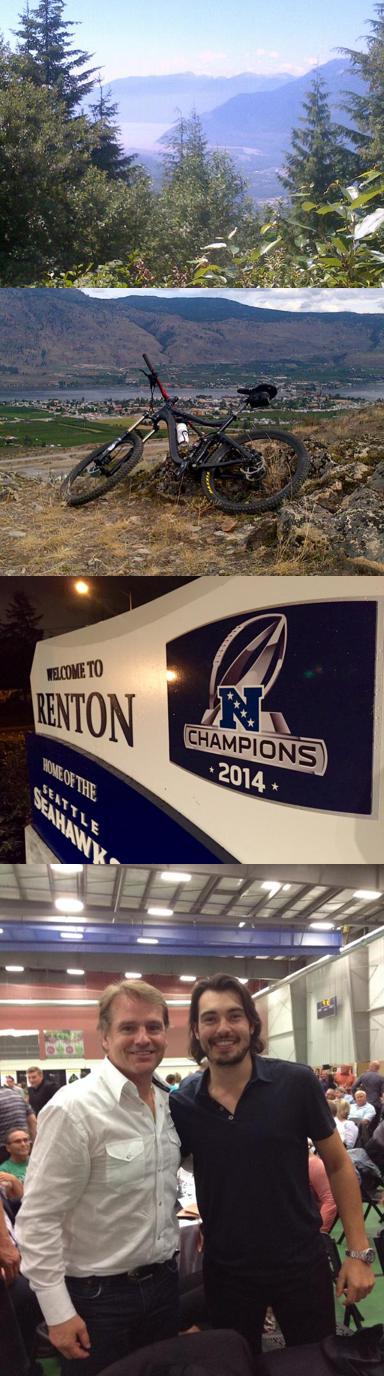 WELCOME TO
RENTON
HOME OF THE
SEATTLE
SEAHAWKS
N
CHAMPIONS
2014